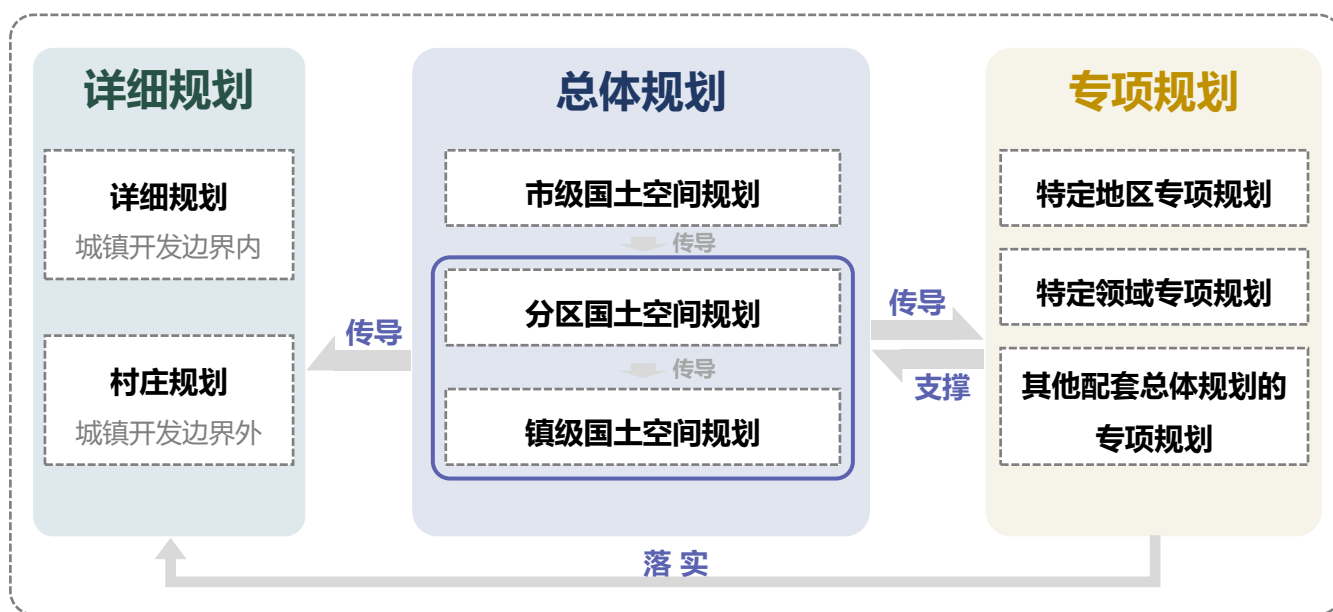 详细规划
详细规划
城镇开发边界内
村庄规划
城镇开发边界外
传导
总体规划
市级国土空间规划
传导
分区国土空间规划
传导
镇级国土空间规划
传导
支撑
专项规划
特定地区专项规划
特定领域专项规划
其他配套总体规划的
专项规划
落 实